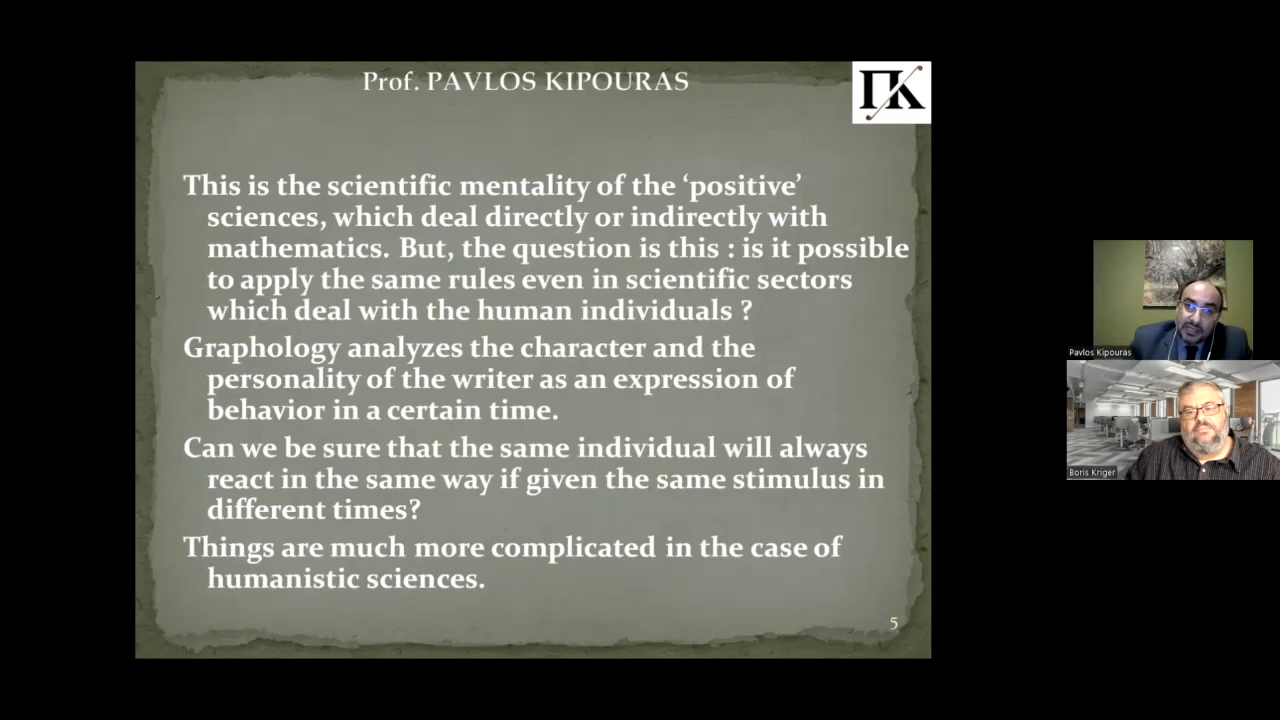 Prof. PAVLOS KIPOURAS
ΠΚ
This is the scientific mentality of the ‘positive’
sciences, which deal directly or indirectly with
mathematics. But, the question is this : is it possible
to apply the same rules even in scientific sectors
which deal with the human individuals ?
Graphology analyzes the character and the
personality of the writer as an expression of
behavior in a certain time.
Can we be sure that the same individual will always
react in the same way if given the same stimulus in
different times?
Things are much more complicated in the case of
humanistic sciences.
5
Pavlos Kipouras
Boris Kriger